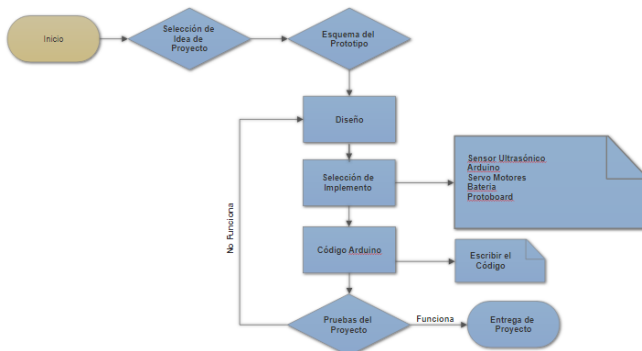 Inicio
Selección de
Idea de
Proyecto
Esquema del
Prototipo
Diseño
Selección de
Implemento
Sensor Ultrasónico
Arduino
Servo Motores
Bateria
Protoboard
Código Arduino
Escribir el
Código
No Funciona
Pruebas del
Proyecto
Funciona
Entrega de
Proyecto